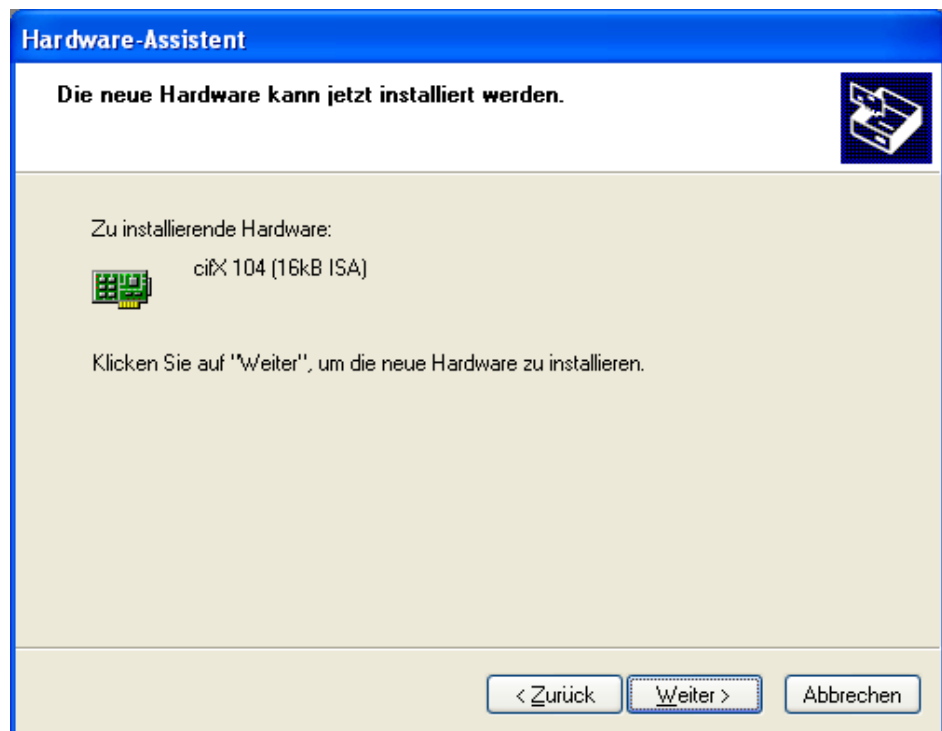 Hardware-Assistent
Die neue Hardware kann jetzt installiert werden.
Zu installierende Hardware:
cifX 104 (16kB ISA)
Klicken Sie auf "Weiter", um die neue Hardware zu installieren.
< Zurück Weiter > Abbrechen